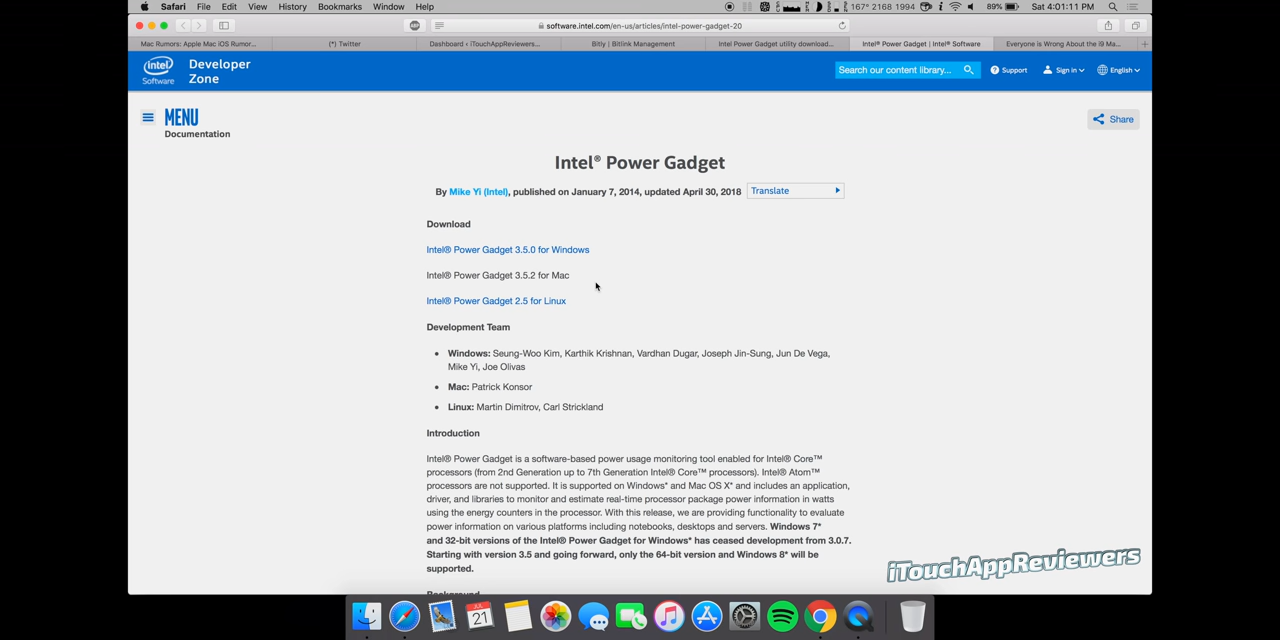 Safari File Edit View History Bookmarks Window Help
167° 2168 1994 89% Sat 4:01:11 PM
software.intel.com/en-us/articles/intel-power-gadget-20
Mac Rumors: Apple Mac iOS Rumor...
(*) Twitter
Dashboard ‹ iTouchAppReviewers...
Bitly | Bitlink Management
Intel Power Gadget utility download...
Intel® Power Gadget | Intel® Software
Everyone is Wrong About the i9 Ma...
intel Software
Developer
Zone
Search our content library...
Support
Sign in
English
MENU
Documentation
Share
Intel® Power Gadget
By Mike Yi (Intel), published on January 7, 2014, updated April 30, 2018
Translate
Download
Intel® Power Gadget 3.5.0 for Windows
Intel® Power Gadget 3.5.2 for Mac
Intel® Power Gadget 2.5 for Linux
Development Team
Windows: Seung-Woo Kim, Karthik Krishnan, Vardhan Dugar, Joseph Jin-Sung, Jun De Vega,
Mike Yi, Joe Olivas
Mac: Patrick Konsor
Linux: Martin Dimitrov, Carl Strickland
Introduction
Intel® Power Gadget is a software-based power usage monitoring tool enabled for Intel® Core™
processors (from 2nd Generation up to 7th Generation Intel® Core™ processors). Intel® Atom™
processors are not supported. It is supported on Windows* and Mac OS X* and includes an application,
driver, and libraries to monitor and estimate real-time processor package power information in watts
using the energy counters in the processor. With this release, we are providing functionality to evaluate
power information on various platforms including notebooks, desktops and servers. Windows 7*
and 32-bit versions of the Intel® Power Gadget for Windows* has ceased development from 3.0.7.
Starting with version 3.5 and going forward, only the 64-bit version and Windows 8* will be
supported.
Background
iTouchAppReviewers
JUL
21